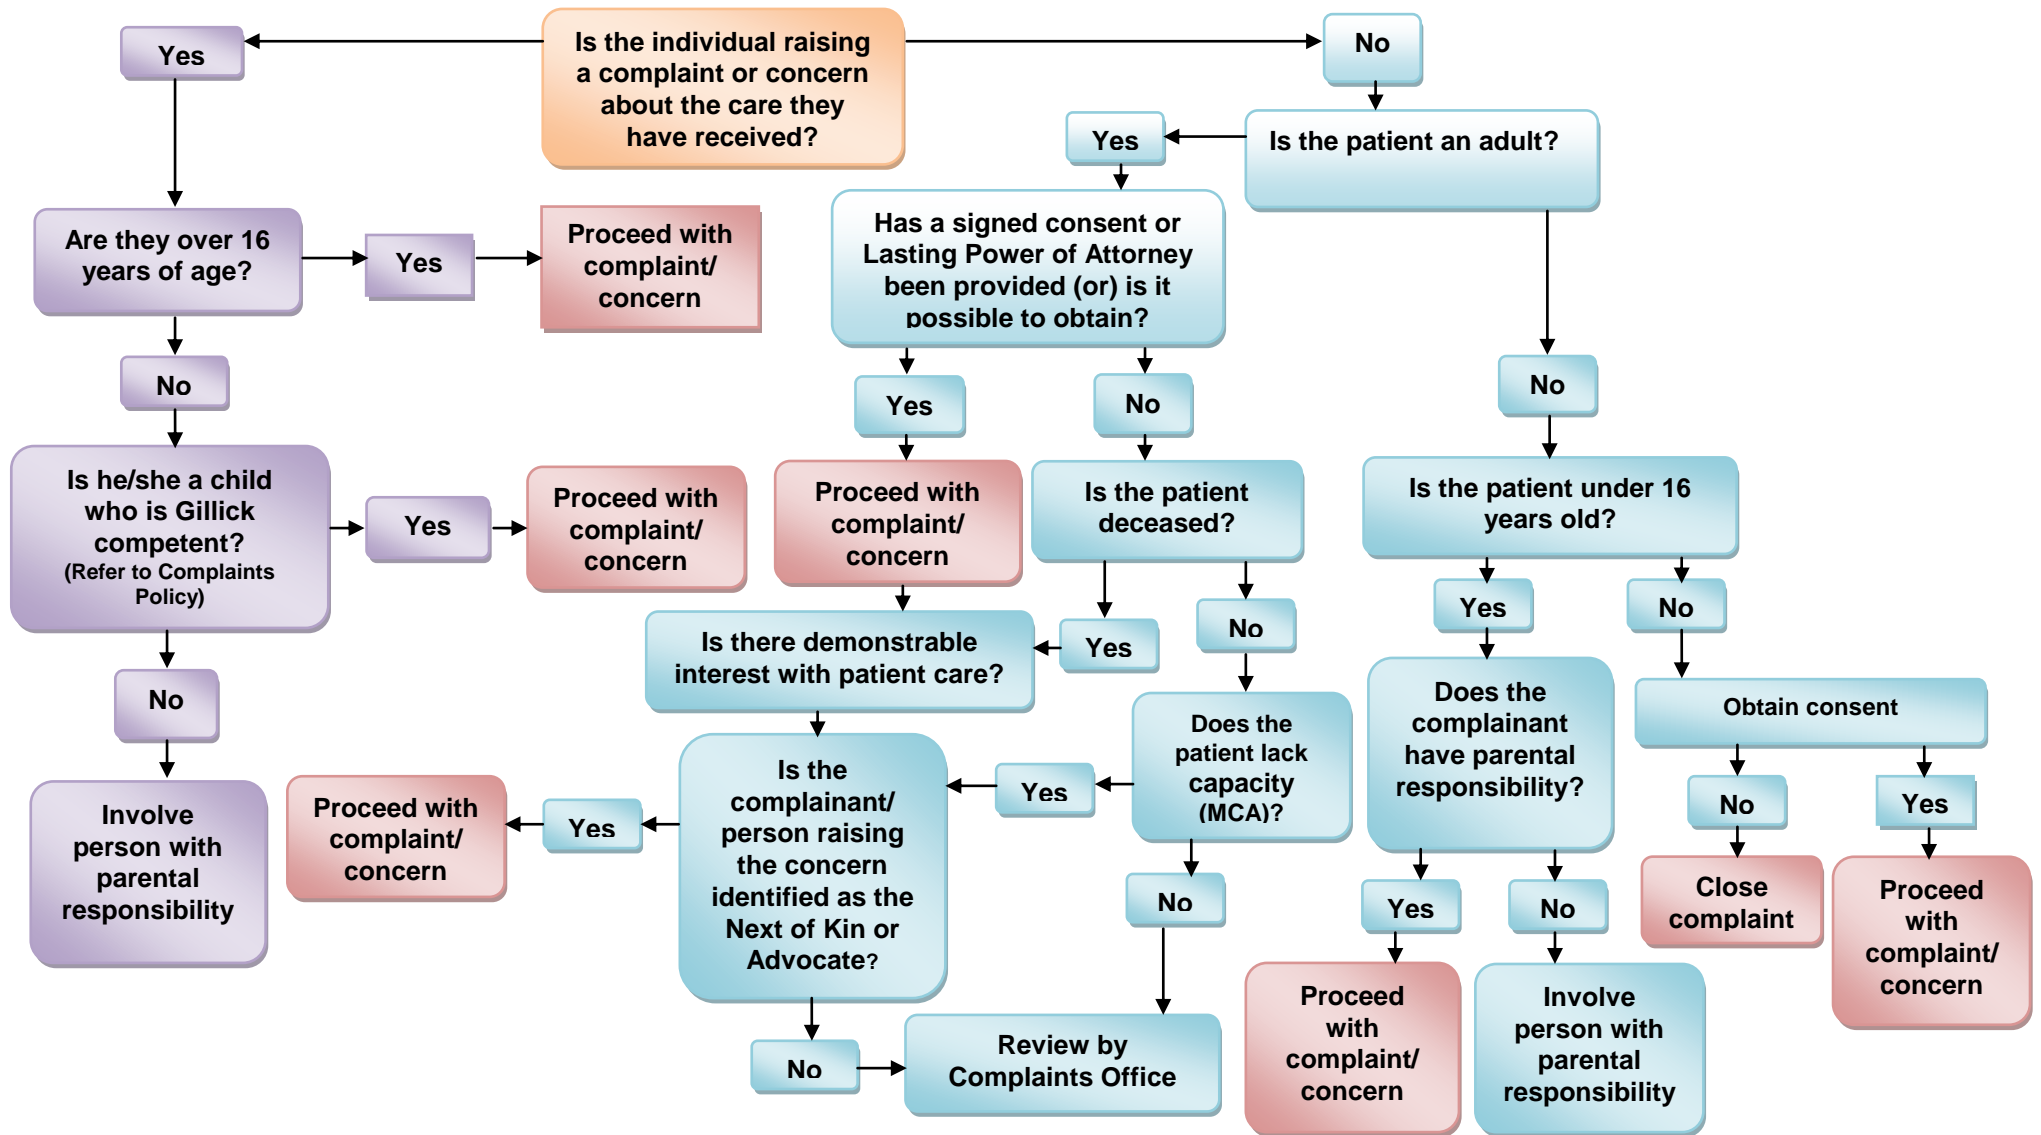 Yes
Is the individual raising
a complaint or concern
about the care they
have received?
No
Yes
Is the patient an adult?
Are they over 16
years of age?
Yes
Proceed with
complaint/
concern
Has a signed consent or
Lasting Power of Attorney
been provided (or) is it
possible to obtain?
No
Yes
No
No
Is he/she a child
who is Gillick
competent?
(Refer to Complaints
Policy)
Yes
Proceed with
complaint/
concern
Proceed with
complaint/
concern
Is the patient
deceased?
Is the patient under 16
years old?
Yes
No
Yes
No
Is there demonstrable
interest with patient care?
No
Involve
person with
parental
responsibility
Proceed with
complaint/
concern
Yes
Is the
complainant/
person raising
the concern
identified as the
Next of Kin or
Advocate?
Yes
Does the
patient lack
capacity
(MCA)?
Does the
complainant
have parental
responsibility?
Obtain consent
No
Yes
No
Yes
No
Close
complaint
Proceed
with
complaint/
concern
No
Review by
Complaints Office
Proceed
with
complaint/
concern
Involve
person with
parental
responsibility